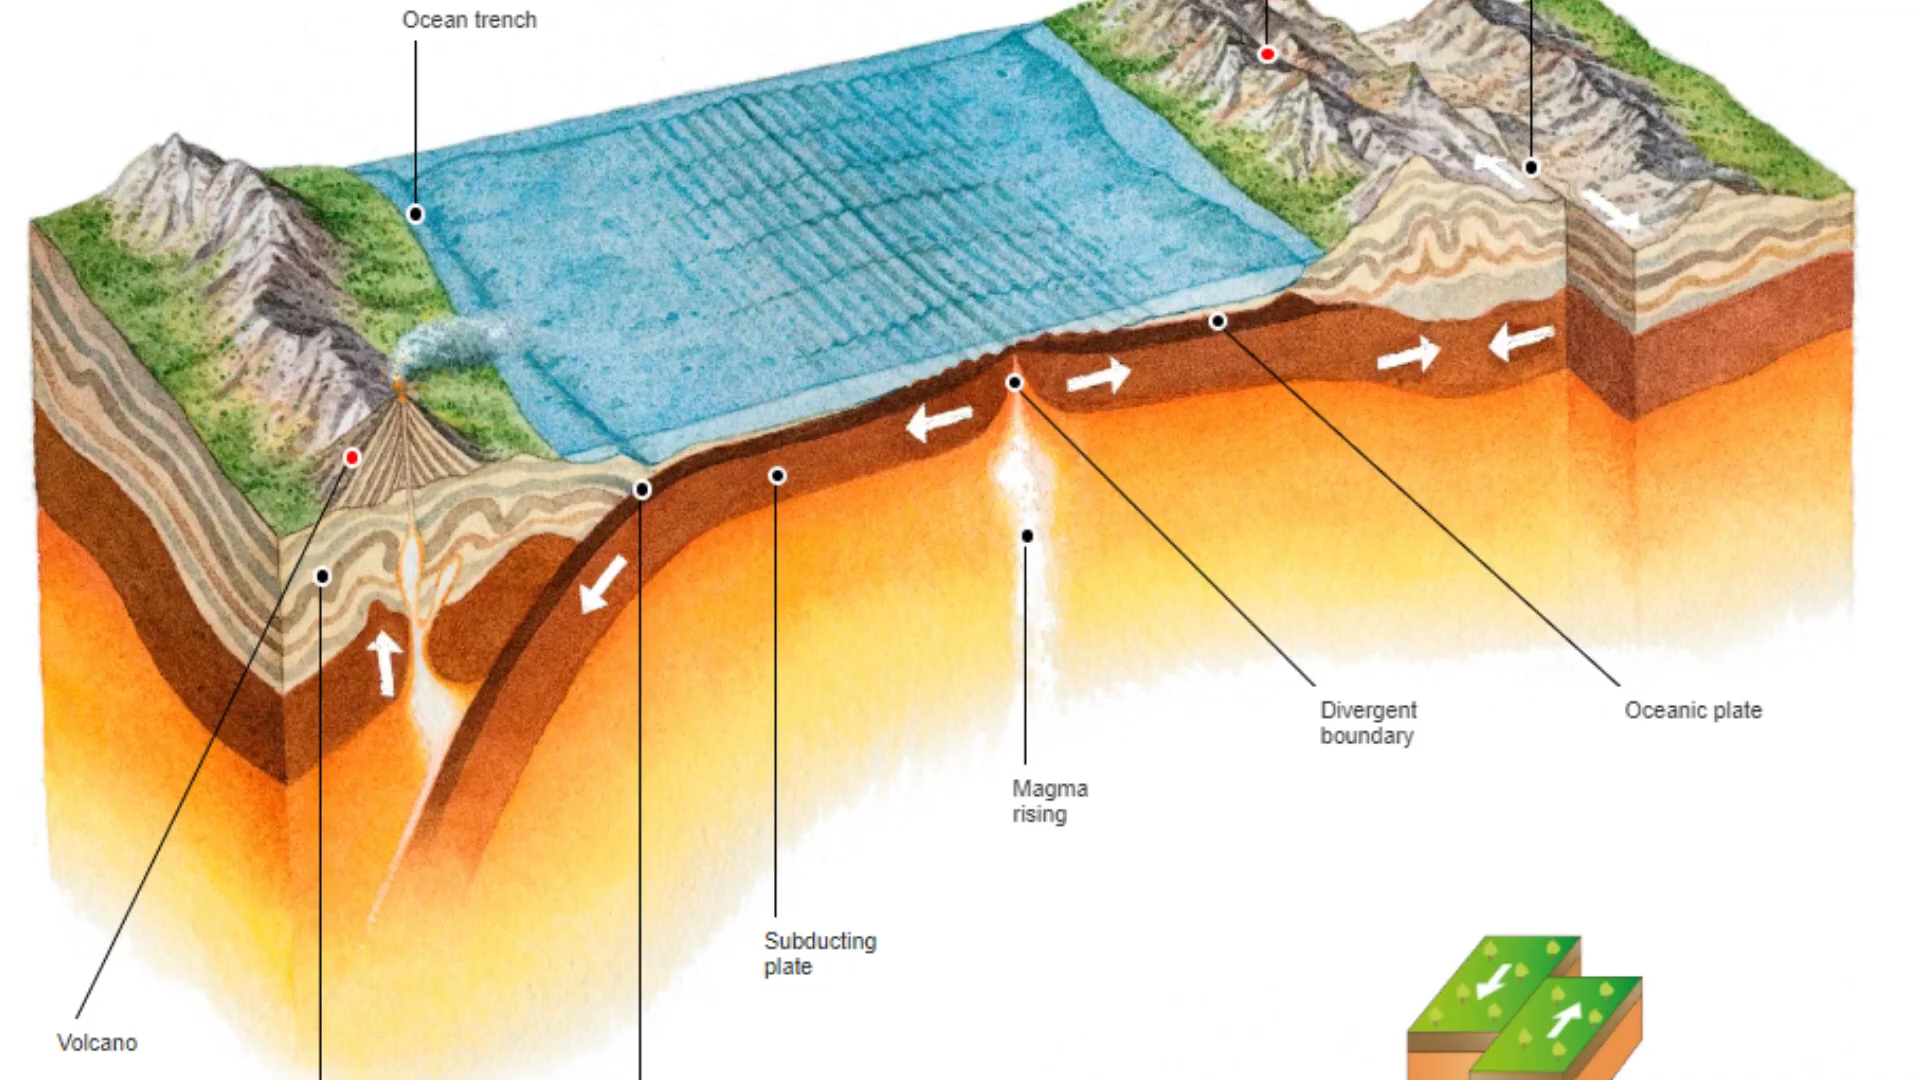 Ocean trench
Divergent
boundary
Oceanic plate
Magma
rising
Subducting
plate
Volcano